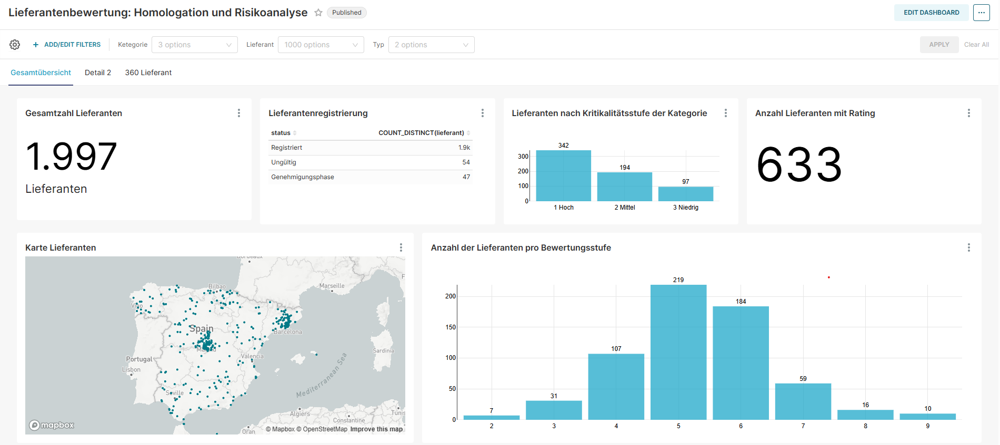 Lieferantenbewertung: Homologation und Risikoanalyse
Published
EDIT DASHBOARD
...
+ ADD/EDIT FILTERS
Ketegorie
3 options
Lieferant
1000 options
Typ
2 options
APPLY
Clear All
Gesamtübersicht
Detail 2
360 Lieferant
Gesamtzahl Lieferanten
1.997
Lieferanten
Lieferantenregistrierung
status
COUNT_DISTINCT(lieferant)
Registriert 1.9k
Ungültig 54
Genehmigungsphase 47
Lieferanten nach Kritikalitätsstufe der Kategorie
342
194
97
300
200
100
0
1 Hoch
2 Mittel
3 Niedrig
Anzahl Lieferanten mit Rating
633
Karte Lieferanten
Bordeaux
Marseille
Bilbao
Vigo
Spain
Barcelona
Madrid
Sardinia
Portugal
Valencia
Lisbon
Mediterranean Sea
Seville
Algiers
Tunis
Constantine
Oran
mapbox
© Mapbox © OpenStreetMap Improve this map
Anzahl der Lieferanten pro Bewertungsstufe
219
184
107
59
31
16
10
7
200
150
100
50
0
2
3
4
5
6
7
8
9